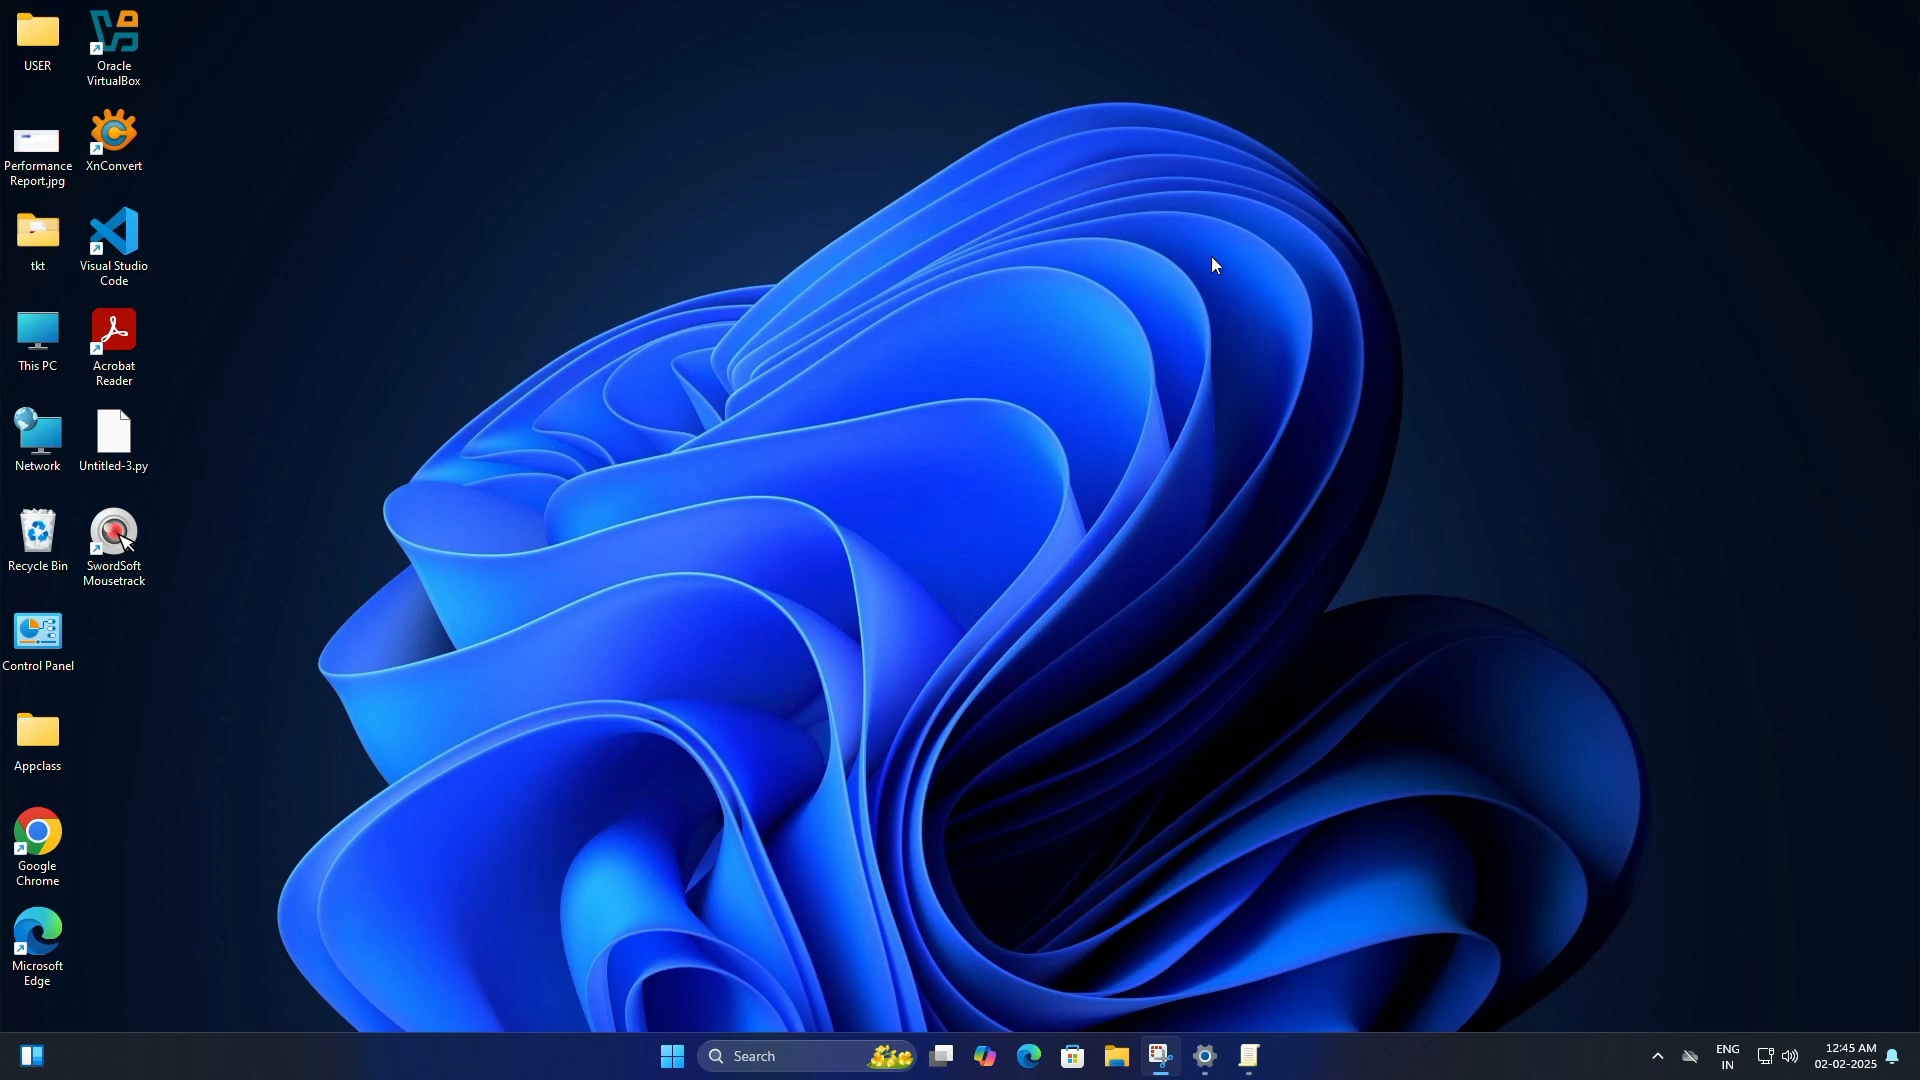 USER
Oracle
VirtualBox
Performance
Report.jpg
XnConvert
tkt
Visual Studio
Code
This PC
Acrobat
Reader
Network
Untitled-3.py
Recycle Bin
SwordSoft
Mousetrack
Control Panel
Appclass
Google
Chrome
Microsoft
Edge
Search
ENG
IN
12:45 AM
02-02-2025